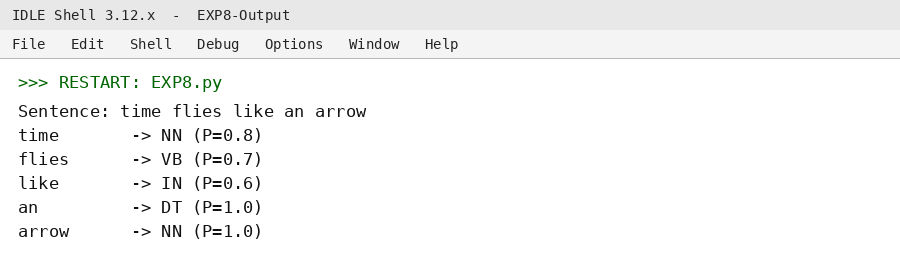 IDLE Shell 3.12.x  -  EXP8-Output
File   Edit   Shell   Debug   Options   Window   Help
>>> RESTART: EXP8.py
Sentence: time flies like an arrow
time       -> NN (P=0.8)
flies      -> VB (P=0.7)
like       -> IN (P=0.6)
an         -> DT (P=1.0)
arrow      -> NN (P=1.0)